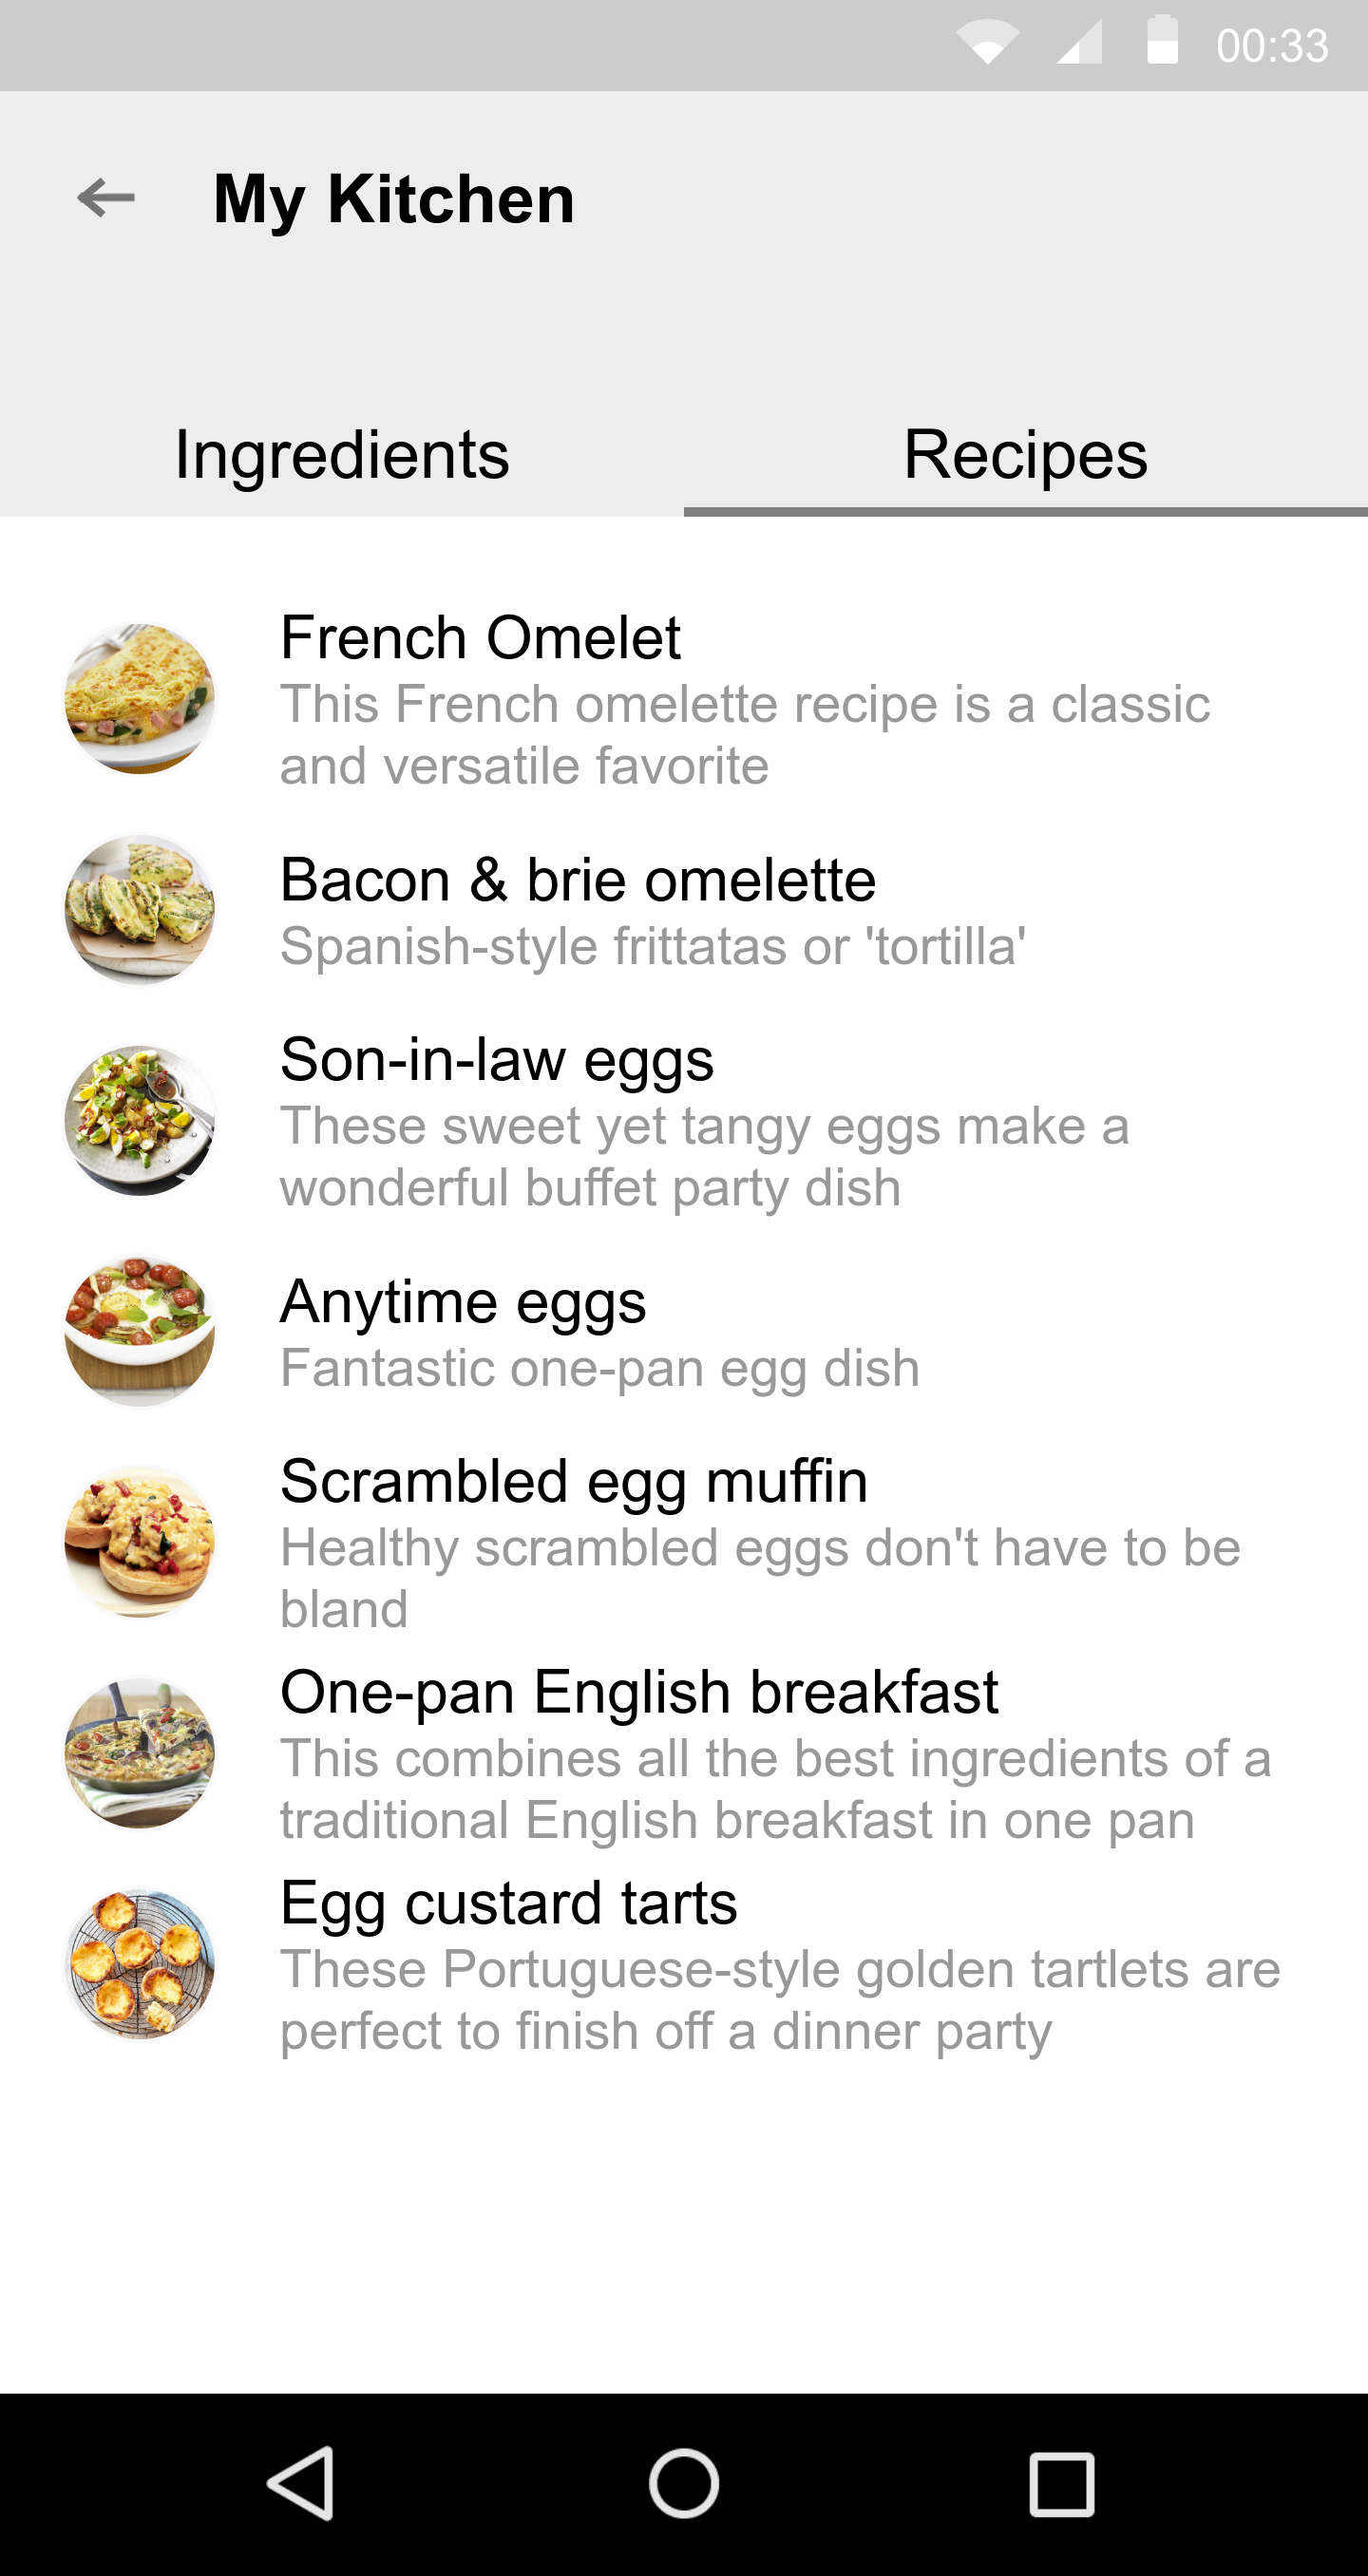 00:33
My Kitchen
Ingredients
Recipes
French Omelet
This French omelette recipe is a classic
and versatile favorite
Bacon & brie omelette
Spanish-style frittatas or 'tortilla'
Son-in-law eggs
These sweet yet tangy eggs make a
wonderful buffet party dish
Anytime eggs
Fantastic one-pan egg dish
Scrambled egg muffin
Healthy scrambled eggs don't have to be
bland
One-pan English breakfast
This combines all the best ingredients of a
traditional English breakfast in one pan
Egg custard tarts
These Portuguese-style golden tartlets are
perfect to finish off a dinner party